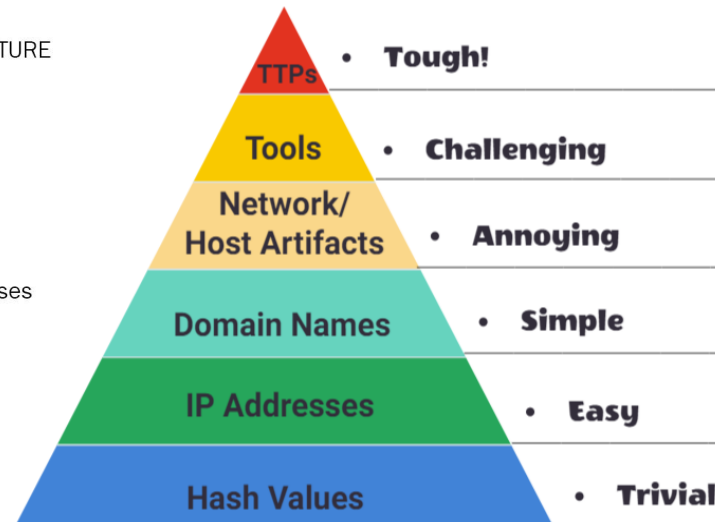 TURE
TTPs • Tough!
Tools • Challenging
Network/
Host Artifacts • Annoying
ses
Domain Names • Simple
IP Addresses • Easy
Hash Values • Trivial